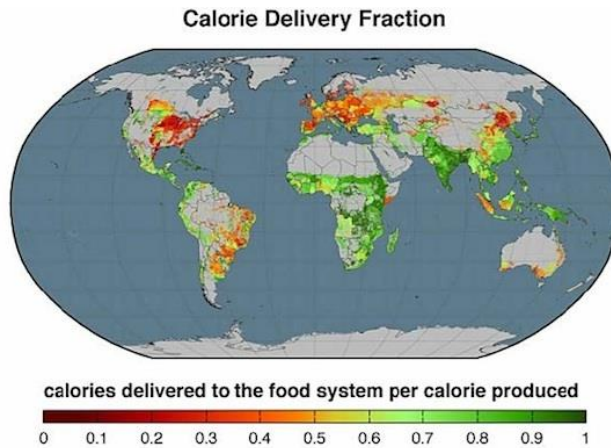 Calorie Delivery Fraction
calories delivered to the food system per calorie produced
0 0.1 0.2 0.3 0.4 0.5 0.6 0.7 0.8 0.9 1